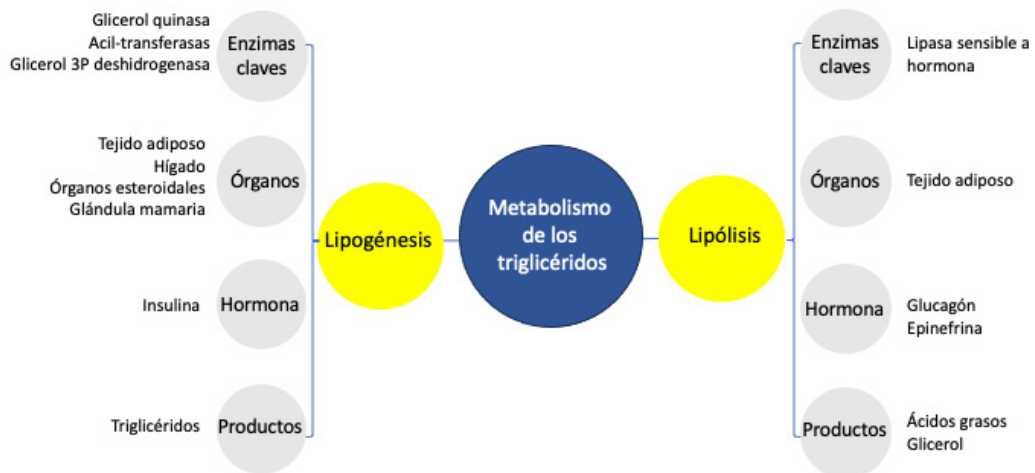 Glicerol quinasa
Acil-transferasas
Glicerol 3P deshidrogenasa
Enzimas
claves
Tejido adiposo
Hígado
Órganos esteroidales
Glándula mamaria
Órganos
Insulina
Hormona
Triglicéridos
Productos
Lipogénesis
Metabolismo
de los
triglicéridos
Lipólisis
Enzimas
claves
Lipasa sensible a
hormona
Órganos
Tejido adiposo
Hormona
Glucagón
Epinefrina
Productos
Ácidos grasos
Glicerol